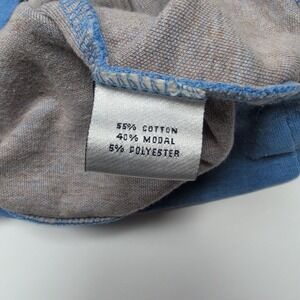 55% COTTON
40% MODAL
5% POLYESTER